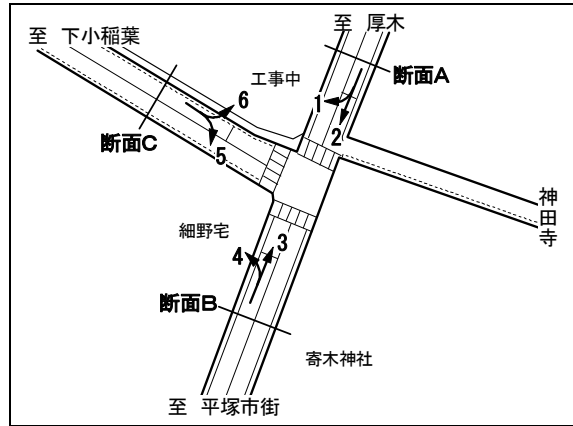 至 厚木
至 下小稲葉
工事中
断面A
1
6
2
断面C
5
神田寺
細野宅
4
3
断面B
寄木神社
至 平塚市街